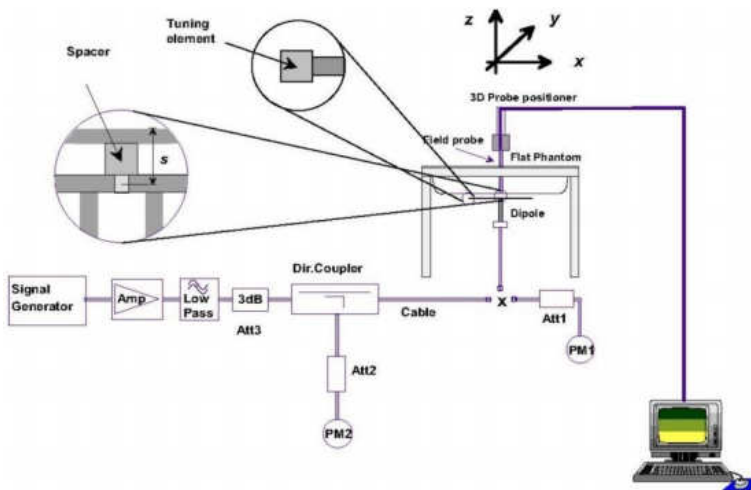 Tuning
element
z
y
x
Spacer
3D Probe positioner
Field probe
Flat Phantom
s
Dipole
Dir.Coupler
Signal
Generator
Amp
Low
Pass
3dB
Cable
x
Att3
Att1
PM1
Att2
PM2